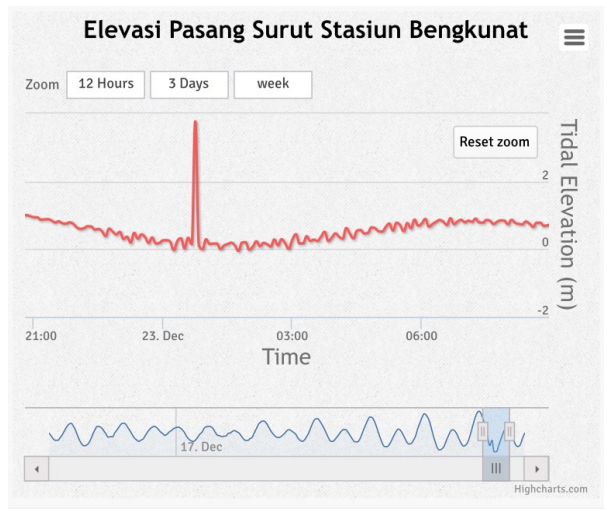 Elevasi Pasang Surut Stasiun Bengkunat
Zoom 12 Hours 3 Days week
Reset zoom
2
0
-2
Tidal Elevation (m)
21:00 23. Dec 03:00 06:00
Time
17. Dec
Highcharts.com